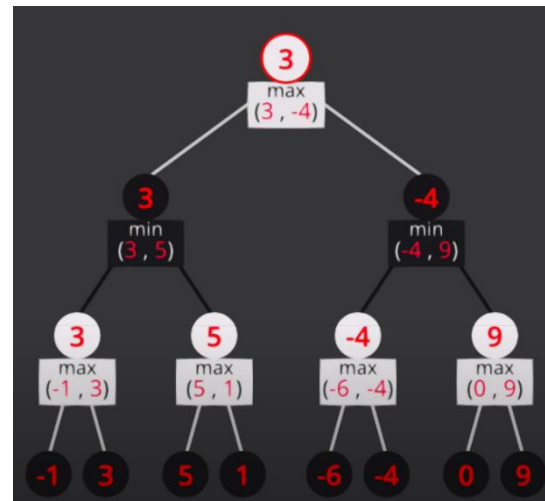 3
max
(3 , -4)
3 -4
min min
(3 , 5) (-4 , 9)
3 5 -4 9
max max max max
(-1 , 3) (5 , 1) (-6 , -4) (0 , 9)
-1 3 5 1 -6 -4 0 9